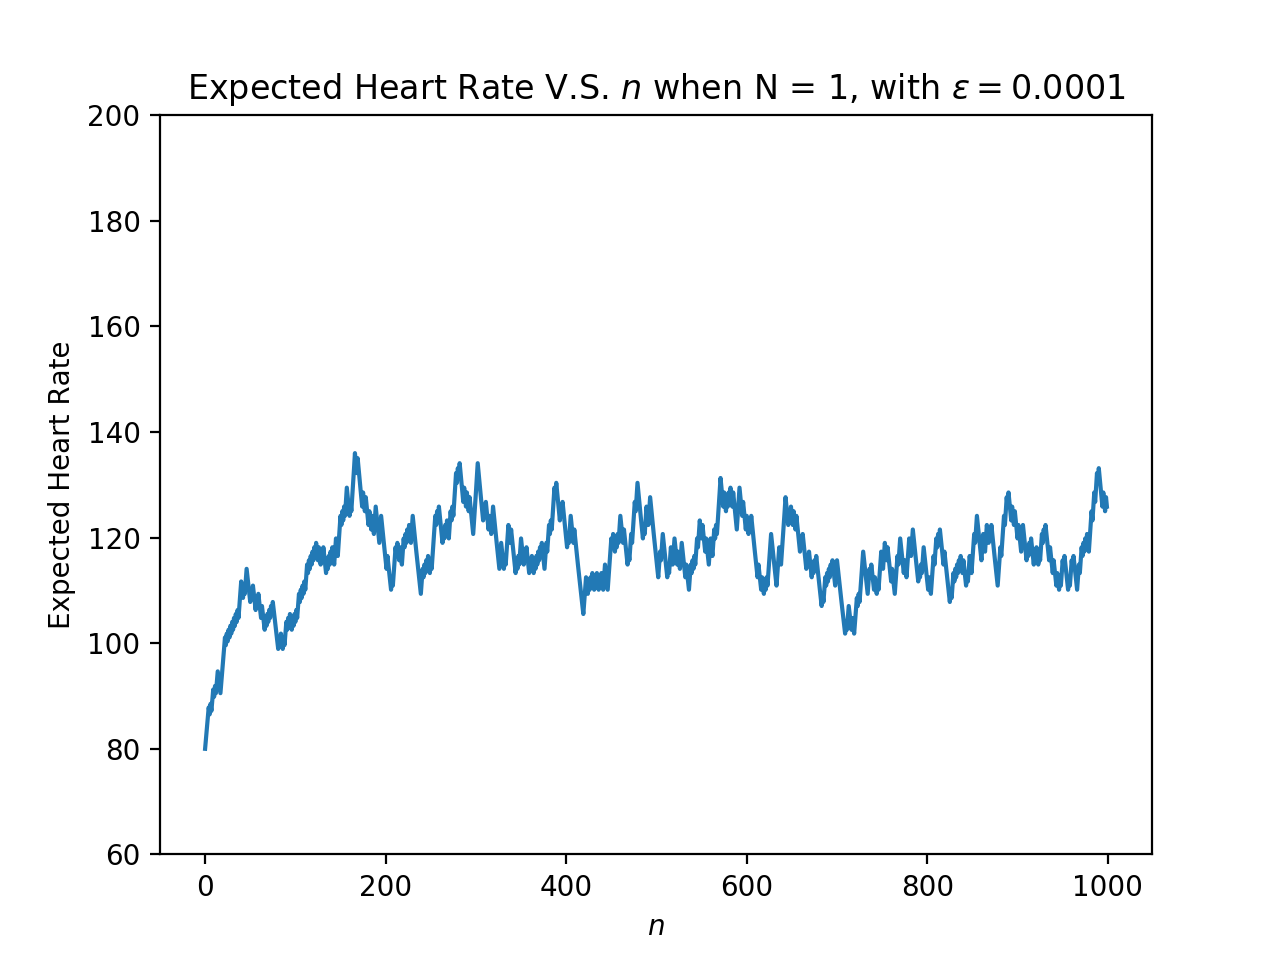 Expected Heart Rate V.S. n when N = 1, with ε = 0.0001
200
180
160
140
120
100
80
60
Expected Heart Rate
0 200 400 600 800 1000
n